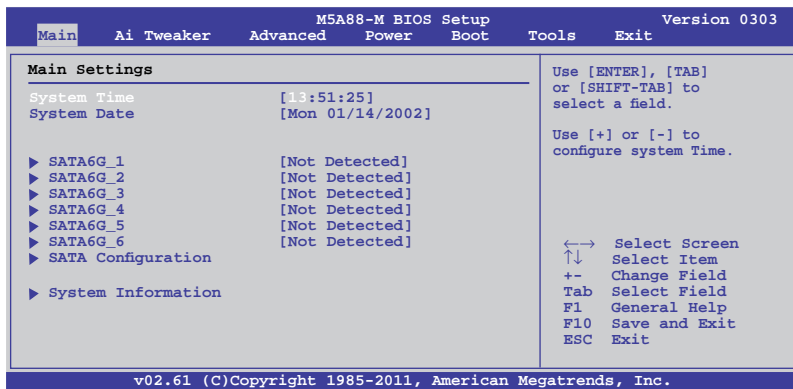 M5A88-M BIOS Setup Version 0303
Main Ai Tweaker Advanced Power Boot Tools Exit
Main Settings
System Time [13:51:25]
System Date [Mon 01/14/2002]
▶ SATA6G_1 [Not Detected]
▶ SATA6G_2 [Not Detected]
▶ SATA6G_3 [Not Detected]
▶ SATA6G_4 [Not Detected]
▶ SATA6G_5 [Not Detected]
▶ SATA6G_6 [Not Detected]
▶ SATA Configuration
▶ System Information
Use [ENTER], [TAB]
or [SHIFT-TAB] to
select a field.
Use [+] or [-] to
configure system Time.
←→ Select Screen
↑↓ Select Item
+- Change Field
Tab Select Field
F1 General Help
F10 Save and Exit
ESC Exit
v02.61 (C)Copyright 1985-2011, American Megatrends, Inc.